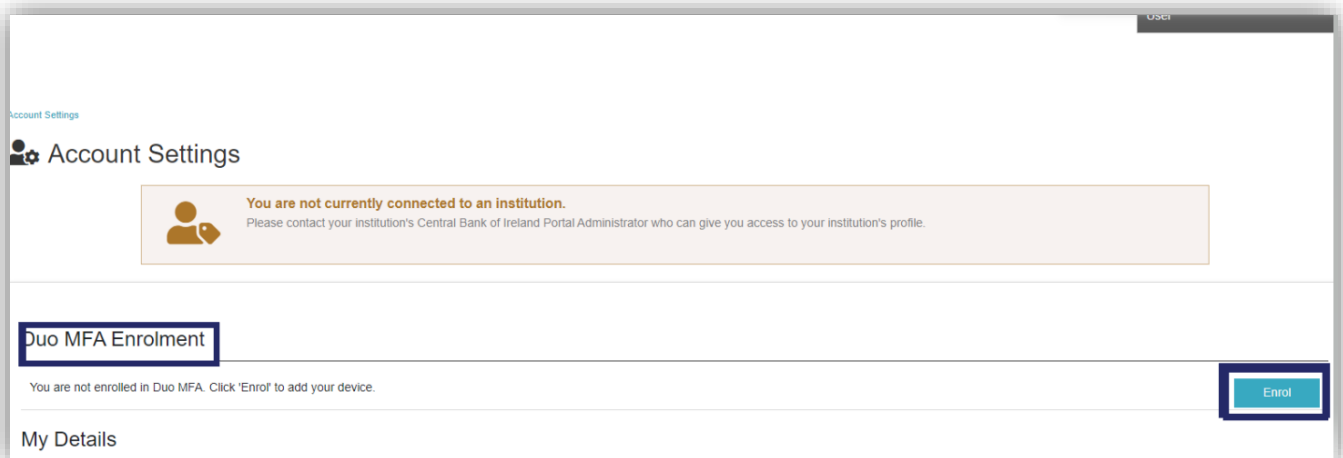 User
Account Settings
Account Settings
You are not currently connected to an institution.
Please contact your institution's Central Bank of Ireland Portal Administrator who can give you access to your institution's profile.
Duo MFA Enrolment
You are not enrolled in Duo MFA. Click 'Enrol' to add your device.
Enrol
My Details